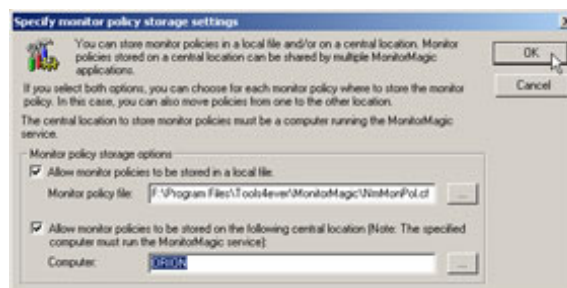 Specify monitor policy storage settings
You can store monitor policies in a local file and/or on a central location. Monitor
policies stored on a central location can be shared by multiple MonitorMagic
applications.
OK
Cancel
If you select both options, you can choose for each monitor policy where to store the monitor
policy. In this case, you can also move policies from one to the other location.
The central location to store monitor policies must be a computer running the MonitorMagic
service.
Monitor policy storage options
Allow monitor policies to be stored in a local file.
Monitor policy file:
F:\Program Files\Tools4ever\MonitorMagic\NmMonPol.cf
...
Allow monitor policies to be stored on the following central location (Note: The specified
computer must run the MonitorMagic service):
Computer:
ORION
...